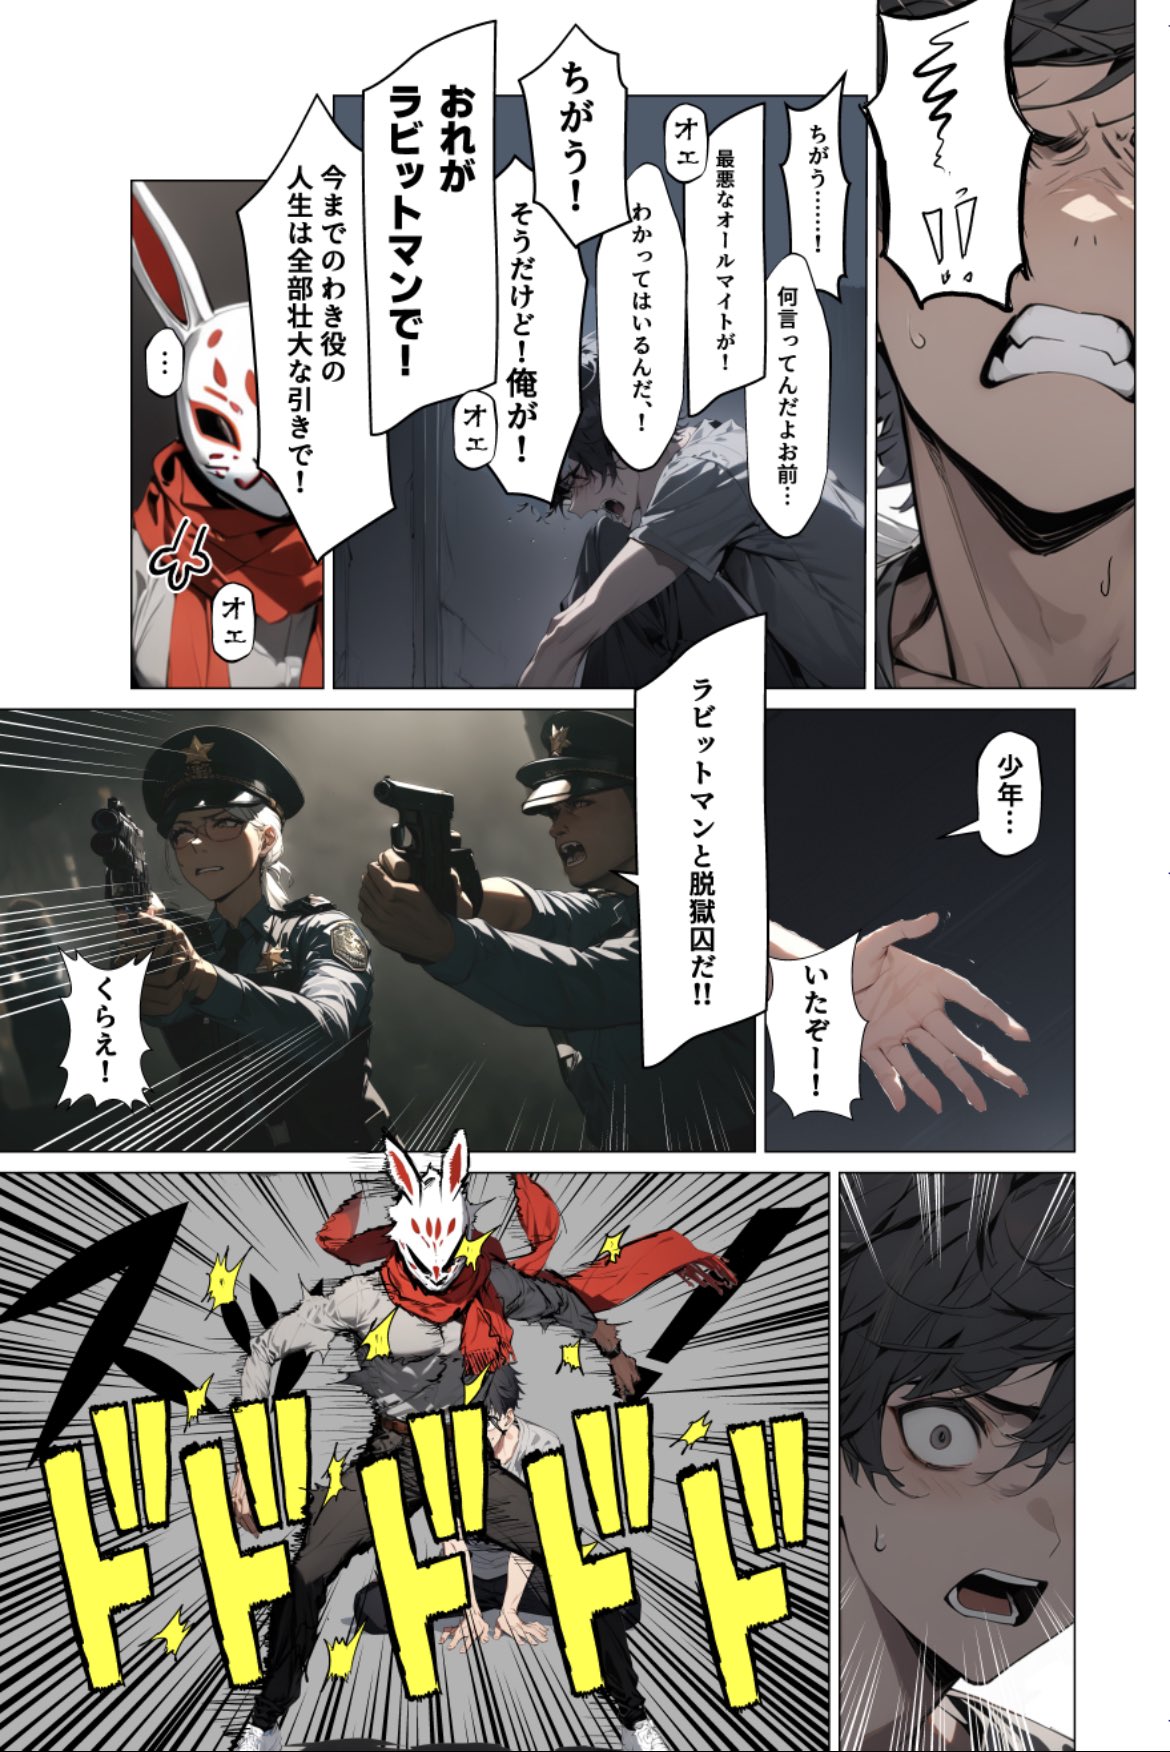 ちがう……！
何言ってんだよお前…
最悪なオールマイトが！
オェ
わかってはいるんだ、！
ちがう！
そうだけど！俺が！
オェ
おれが
ラビットマンで！
今までのわき役の
人生は全部壮大な引きで！
…
オェ
少年…
いたぞー！
ラビットマンと脱獄囚だ!!
くらえ！
ドドドドド